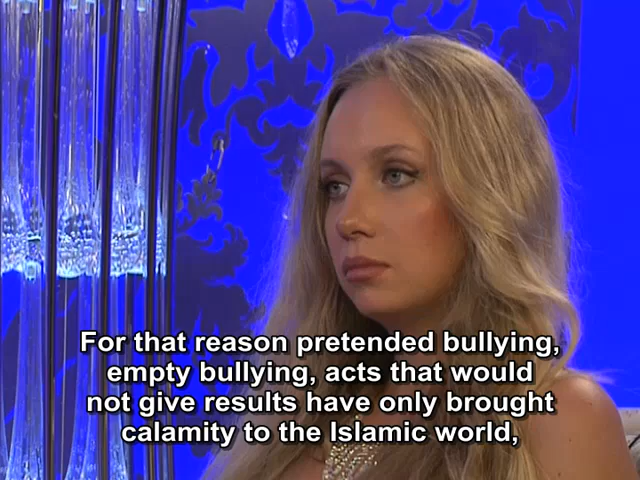 For that reason pretended bullying,
empty bullying, acts that would
not give results have only brought
calamity to the Islamic world,